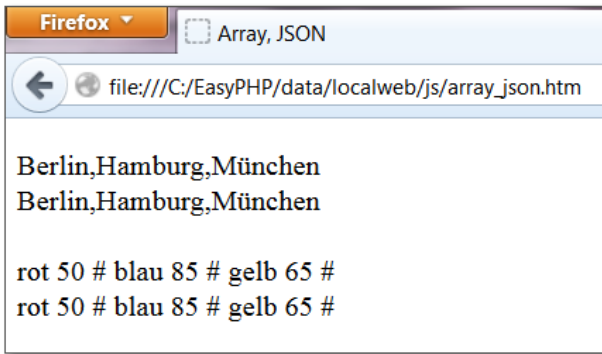 Firefox
Array, JSON
file:///C:/EasyPHP/data/localweb/js/array_json.htm
Berlin,Hamburg,München
Berlin,Hamburg,München
rot 50 # blau 85 # gelb 65 #
rot 50 # blau 85 # gelb 65 #